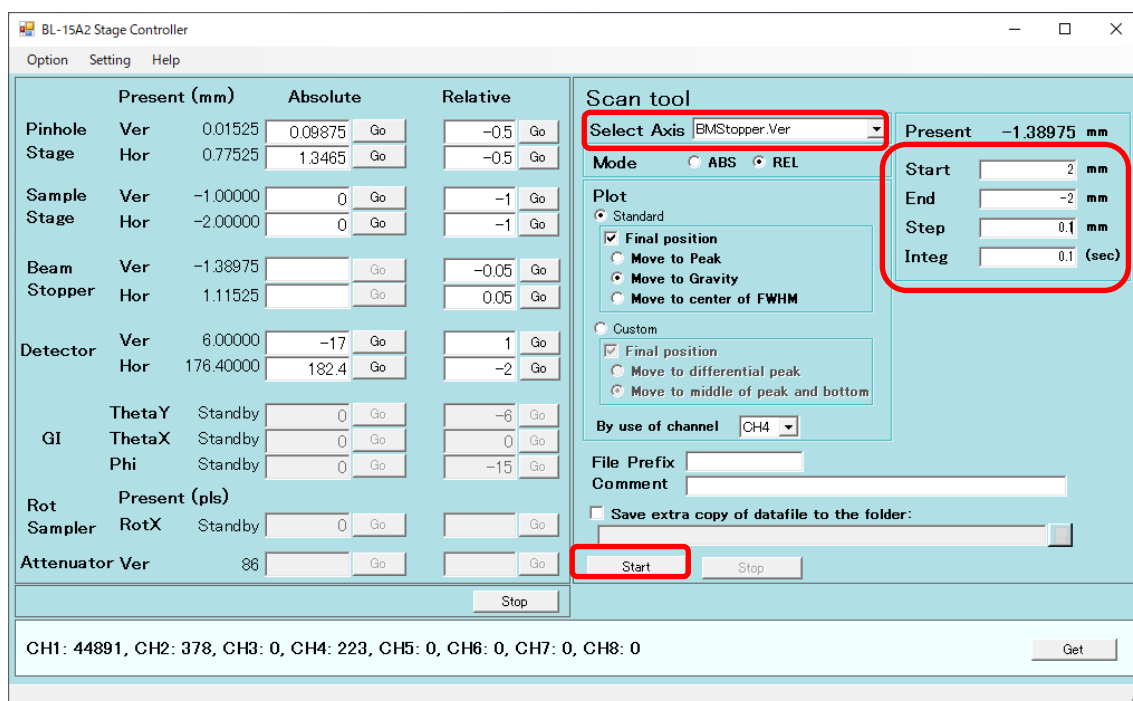 BL-15A2 Stage Controller
Option Setting Help
Present (mm) Absolute Relative
Pinhole Stage
Ver 0.01525 0.09875 Go -0.5 Go
Hor 0.77525 1.3465 Go -0.5 Go
Sample Stage
Ver -1.00000 0 Go -1 Go
Hor -2.00000 0 Go -1 Go
Beam Stopper
Ver -1.38975 Go -0.05 Go
Hor 1.11525 Go 0.05 Go
Detector
Ver 6.00000 -17 Go 1 Go
Hor 176.40000 182.4 Go -2 Go
GI
ThetaY Standby 0 Go -6 Go
ThetaX Standby 0 Go 0 Go
Phi Standby 0 Go -15 Go
Rot Sampler
Present (pls)
RotX Standby 0 Go Go
Attenuator Ver 86 Go Go
Stop
Scan tool
Select Axis BMStopper.Ver
Mode ABS REL
Plot
Standard
Final position
Move to Peak
Move to Gravity
Move to center of FWHM
Custom
Final position
Move to differential peak
Move to middle of peak and bottom
By use of channel CH4
Present -1.38975 mm
Start 2 mm
End -2 mm
Step 0.1 mm
Integ 0.1 (sec)
File Prefix
Comment
Save extra copy of datafile to the folder:
Start Stop
CH1: 44891, CH2: 378, CH3: 0, CH4: 223, CH5: 0, CH6: 0, CH7: 0, CH8: 0
Get